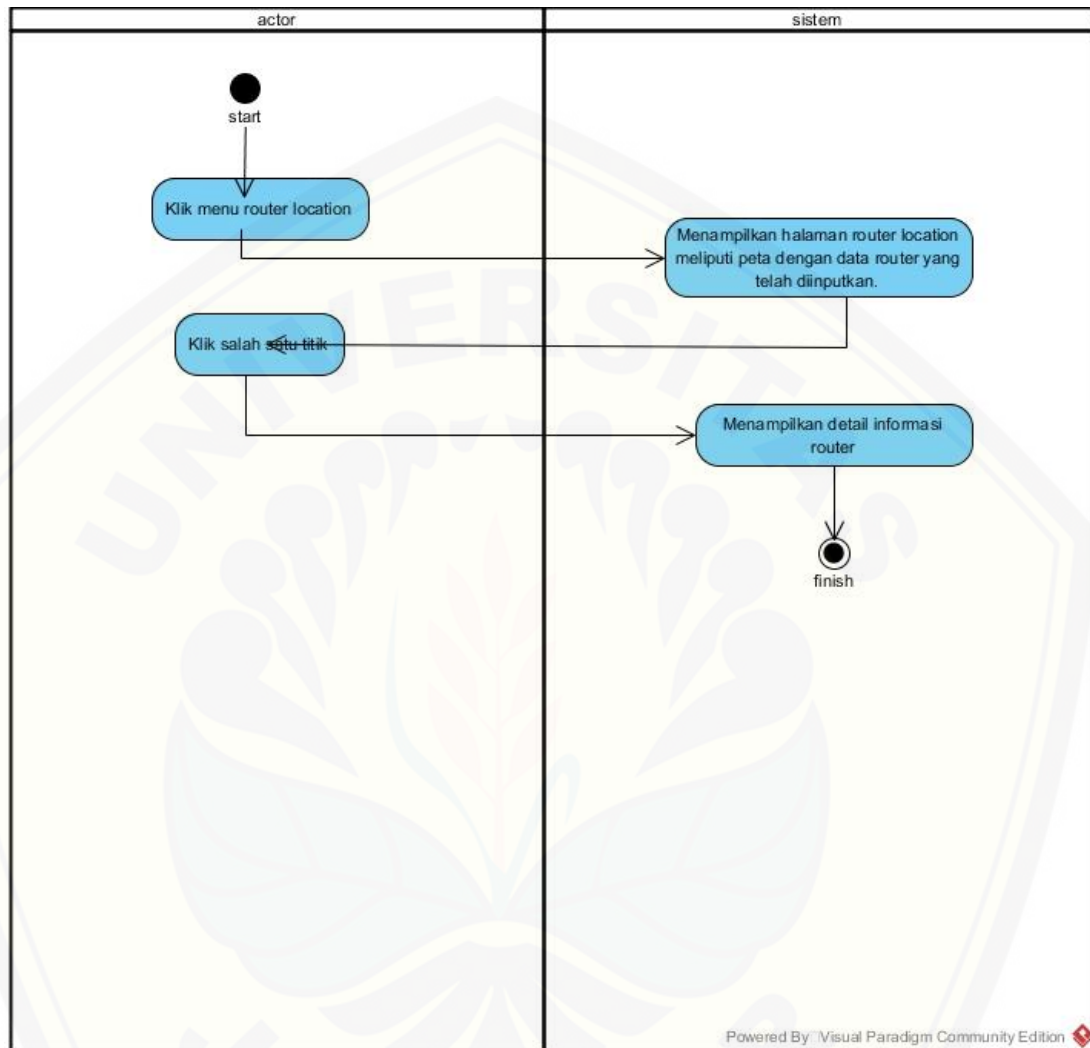 actor
sistem
start
Klik menu router location
Menampilkan halaman router location
meliputi peta dengan data router yang
telah diinputkan.
Klik salah satu titik
Menampilkan detail informasi
router
finish
UNIVERSITAS
Powered By Visual Paradigm Community Edition